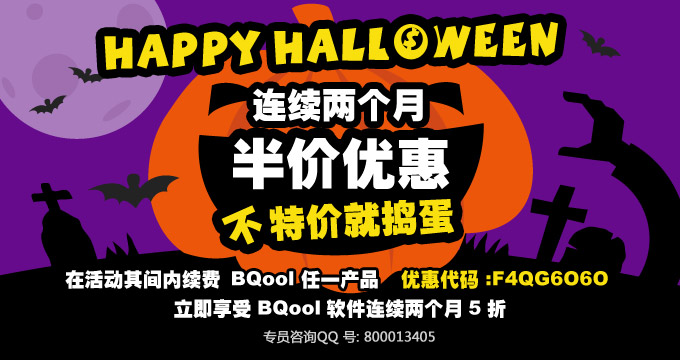 HAPPY HALLOWEEN
连续两个月
半价优惠
不特价就捣蛋
在活动其间内续费 BQool 任一产品 优惠代码 :F4QG6O6O
立即享受 BQool 软件连续两个月 5 折
专员咨询QQ 号: 800013405